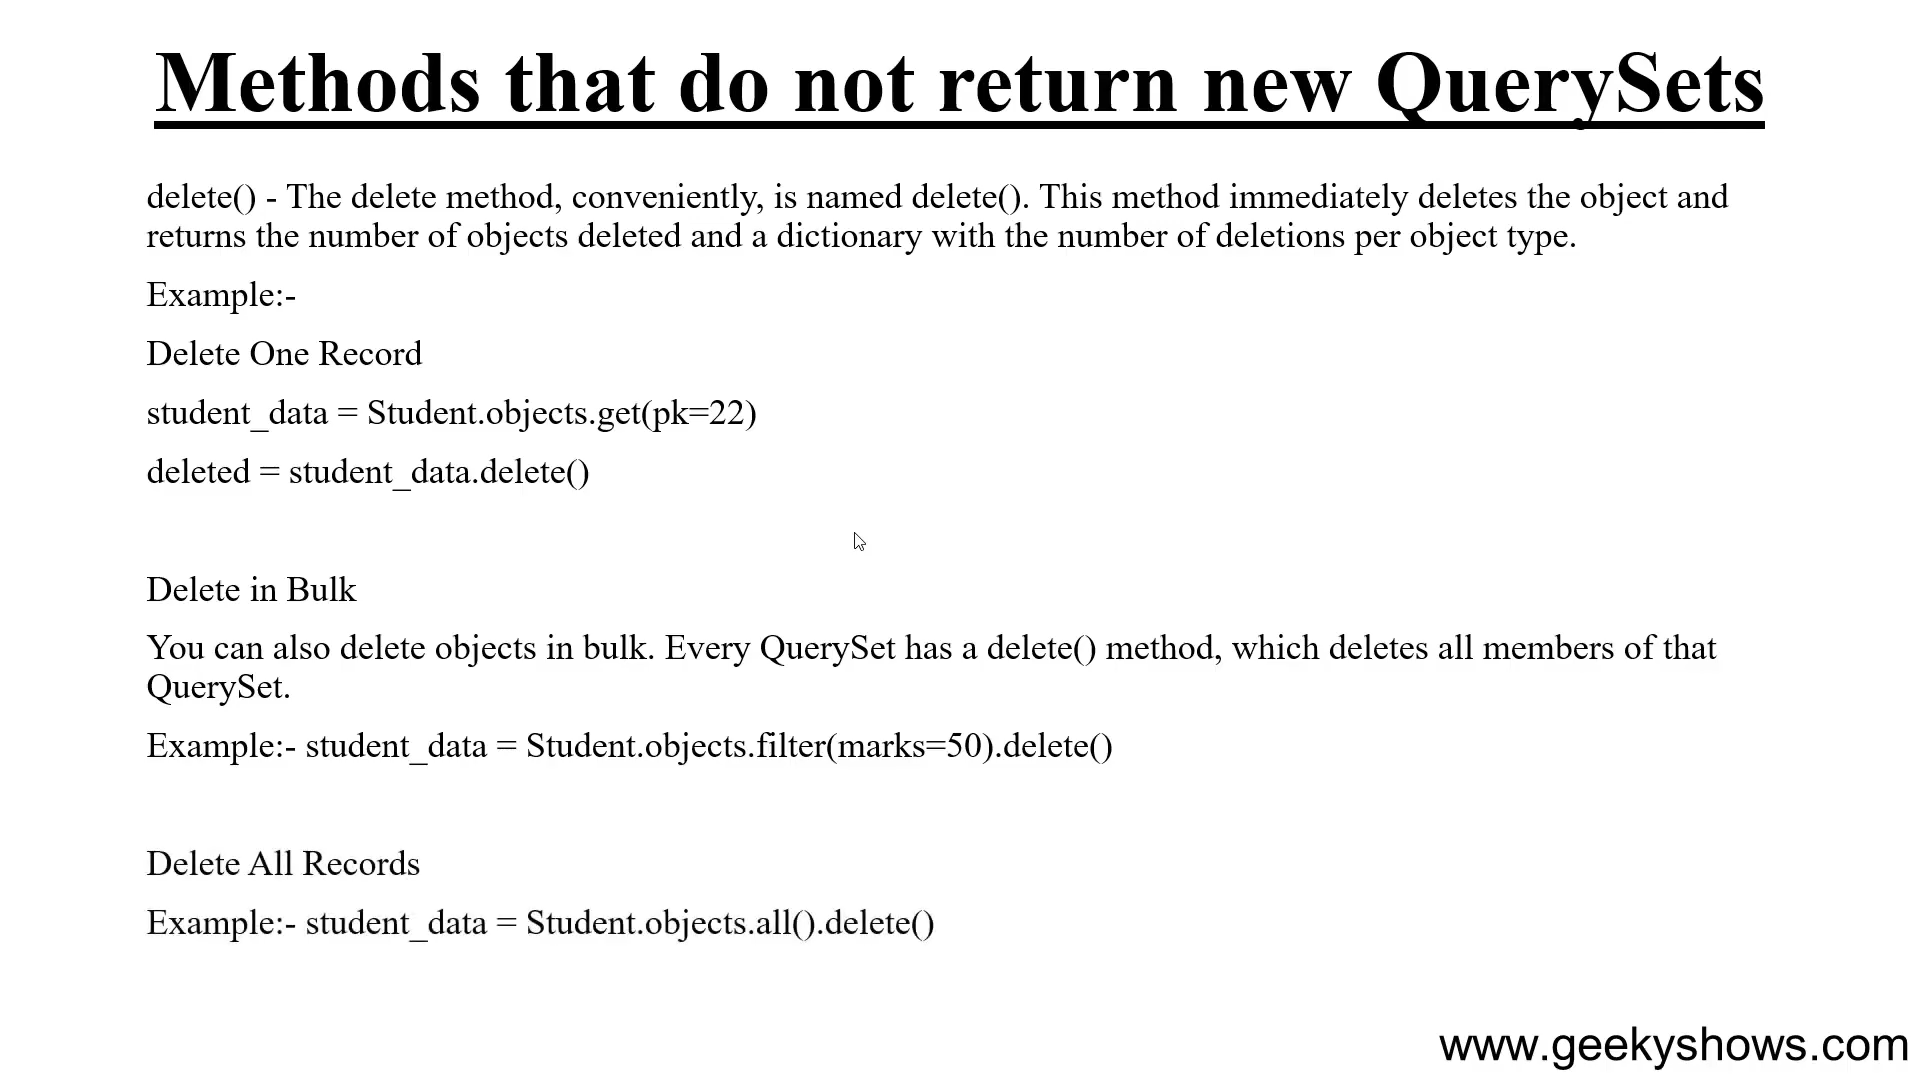 Methods that do not return new QuerySets
delete() - The delete method, conveniently, is named delete(). This method immediately deletes the object and
returns the number of objects deleted and a dictionary with the number of deletions per object type.
Example:-
Delete One Record
student_data = Student.objects.get(pk=22)
deleted = student_data.delete()
Delete in Bulk
You can also delete objects in bulk. Every QuerySet has a delete() method, which deletes all members of that
QuerySet.
Example:- student_data = Student.objects.filter(marks=50).delete()
Delete All Records
Example:- student_data = Student.objects.all().delete()
www.geekyshows.com